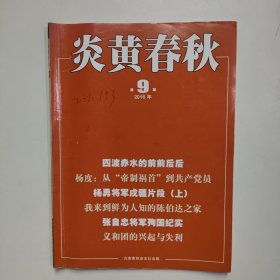 炎黄春秋
第9期
2016年
四渡赤水的前前后后
杨度：从“帝制祸首”到共产党员
杨勇将军戍疆片段（上）
我来到鲜为人知的陈伯达之家
张自忠将军殉国纪实
义和团的兴起与失利